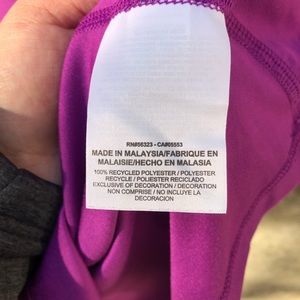 RN#56323 - CA#05553
MADE IN MALAYSIA/FABRIQUE EN
MALAISIE/HECHO EN MALASIA
100% RECYCLED POLYESTER / POLYESTER
RECYCLE / POLIESTER RECICLADO
EXCLUSIVE OF DECORATION / DECORATION
NON COMPRISE / NO INCLUYE LA
DECORACION